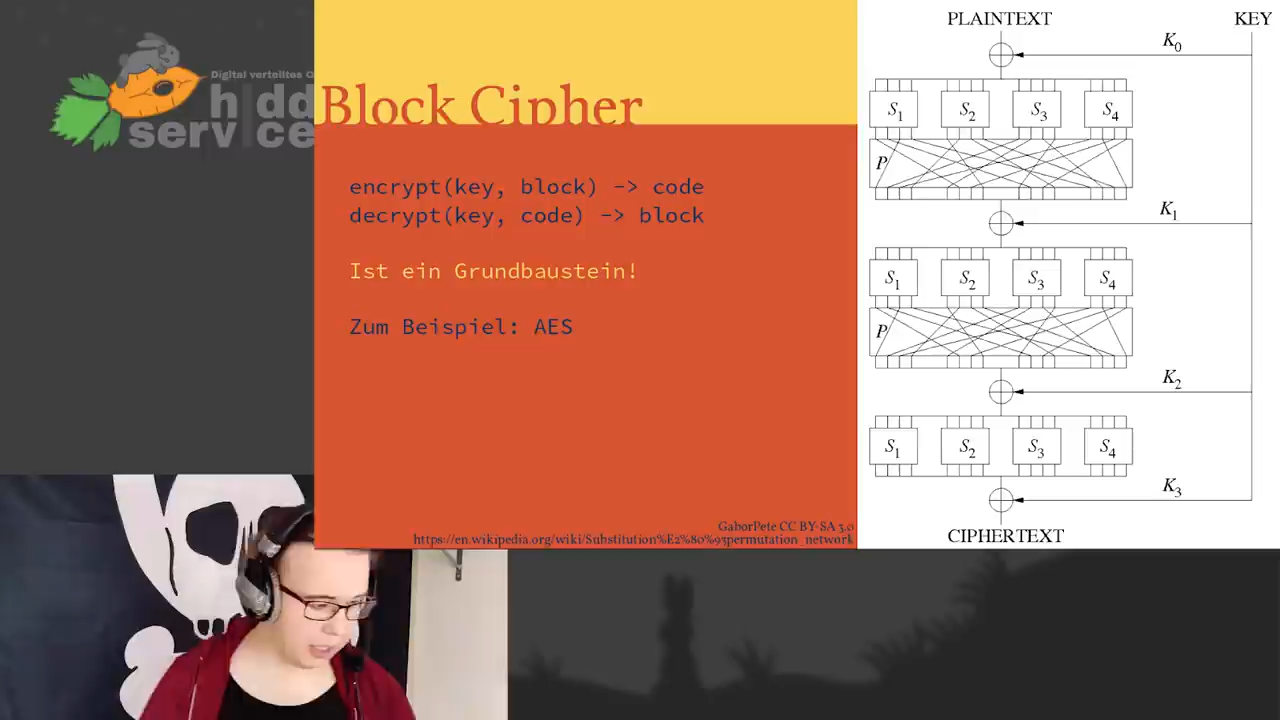 Digital verteiltes O
hidd
servIce
Block Cipher
encrypt(key, block) -> code
decrypt(key, code) -> block
Ist ein Grundbaustein!
Zum Beispiel: AES
GaborPete CC BY-SA 3.0
https://en.wikipedia.org/wiki/Substitution%E2%80%93permutation_network
PLAINTEXT KEY
K0
S1 S2 S3 S4
P
K1
S1 S2 S3 S4
P
K2
S1 S2 S3 S4
K3
CIPHERTEXT